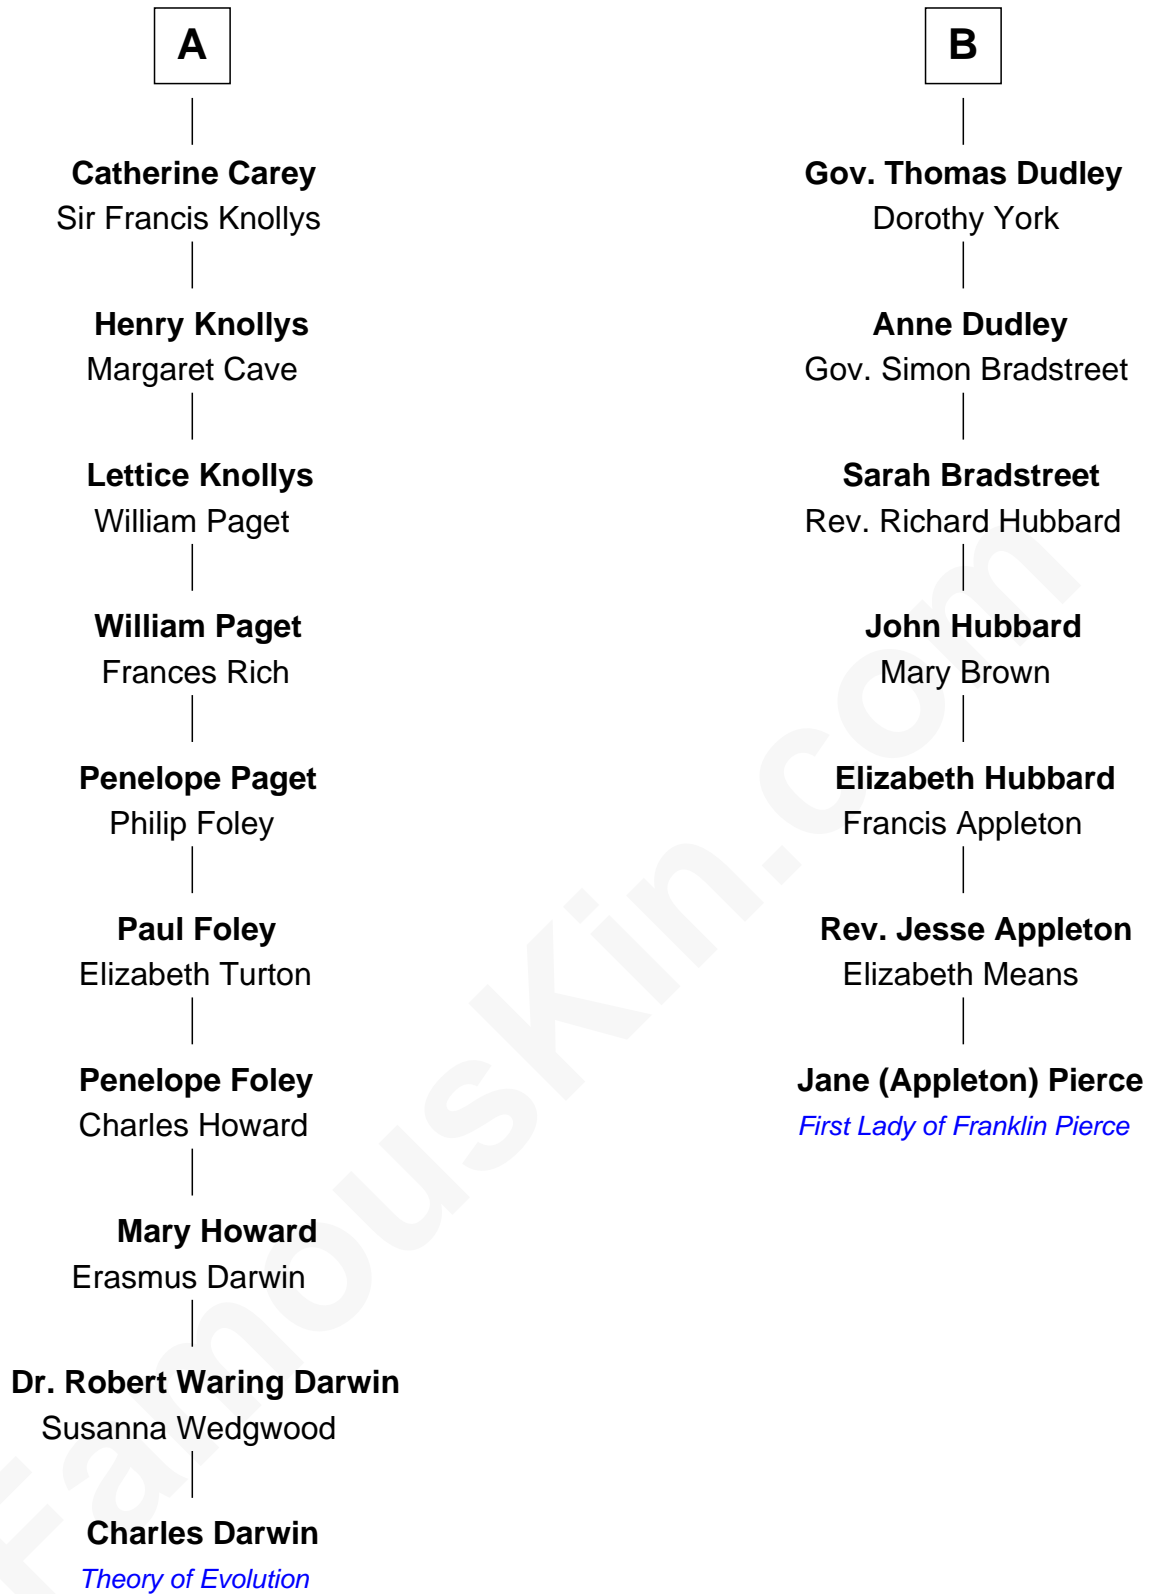 A
Catherine Carey
Sir Francis Knollys
Henry Knollys
Margaret Cave
Lettice Knollys
William Paget
William Paget
Frances Rich
Penelope Paget
Philip Foley
Paul Foley
Elizabeth Turton
Penelope Foley
Charles Howard
Mary Howard
Erasmus Darwin
Dr. Robert Waring Darwin
Susanna Wedgwood
Charles Darwin
Theory of Evolution
B
Gov. Thomas Dudley
Dorothy York
Anne Dudley
Gov. Simon Bradstreet
Sarah Bradstreet
Rev. Richard Hubbard
John Hubbard
Mary Brown
Elizabeth Hubbard
Francis Appleton
Rev. Jesse Appleton
Elizabeth Means
Jane (Appleton) Pierce
First Lady of Franklin Pierce
FamousKin.com